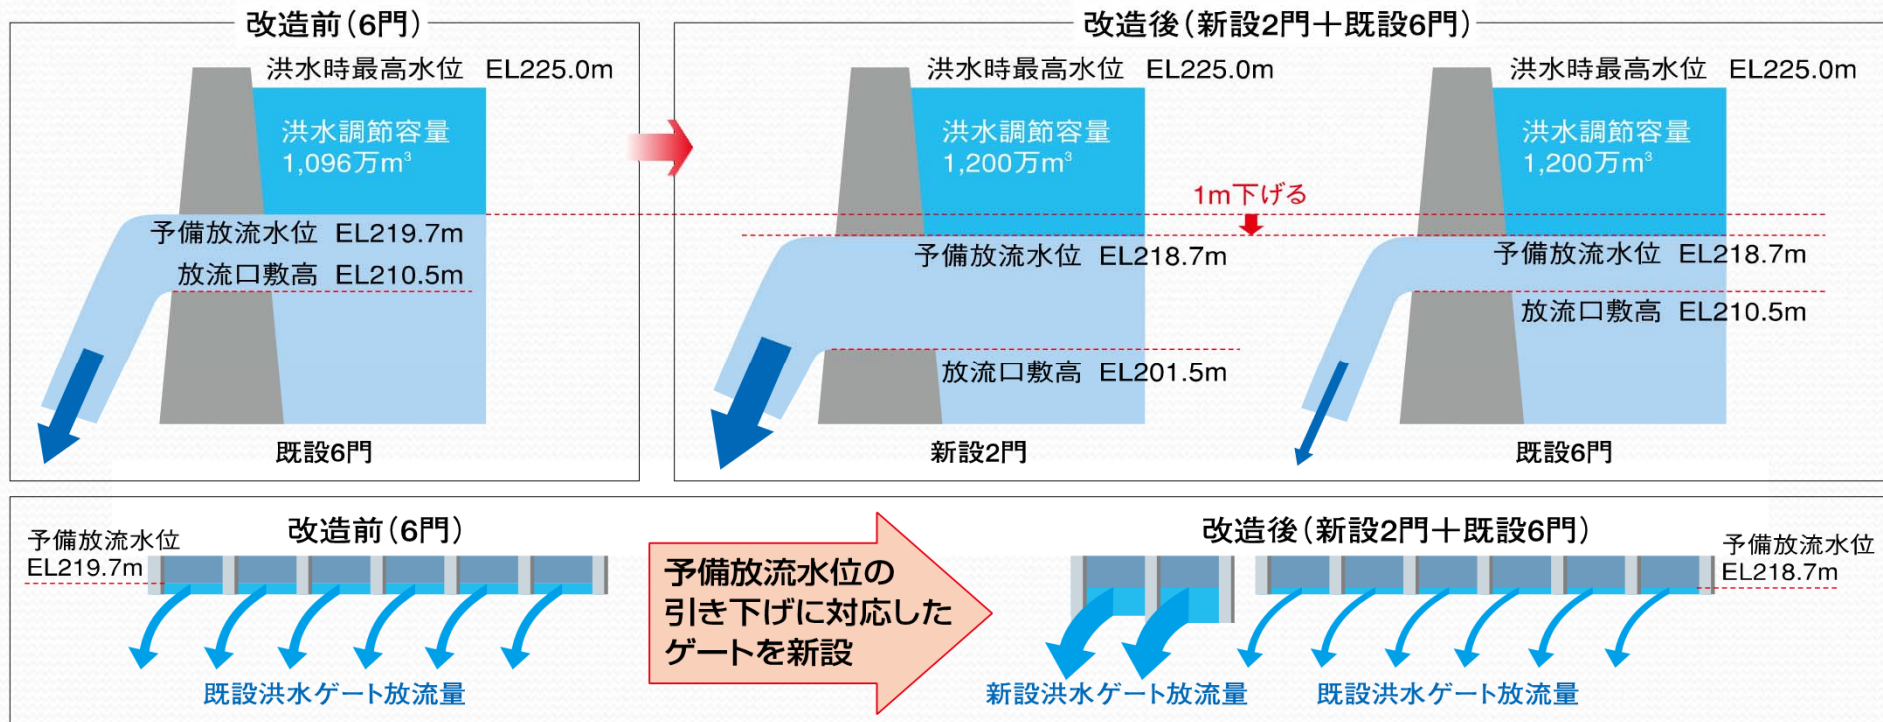 改造前(6門)
洪水時最高水位 EL225.0m
洪水調節容量
1,096万m³
予備放流水位 EL219.7m
放流口敷高 EL210.5m
既設6門
改造後(新設2門＋既設6門)
洪水時最高水位 EL225.0m
洪水調節容量
1,200万m³
1m下げる
予備放流水位 EL218.7m
放流口敷高 EL201.5m
新設2門
洪水時最高水位 EL225.0m
洪水調節容量
1,200万m³
予備放流水位 EL218.7m
放流口敷高 EL210.5m
既設6門
改造前(6門)
予備放流水位
EL219.7m
既設洪水ゲート放流量
予備放流水位の
引き下げに対応した
ゲートを新設
改造後(新設2門＋既設6門)
予備放流水位
EL218.7m
新設洪水ゲート放流量
既設洪水ゲート放流量